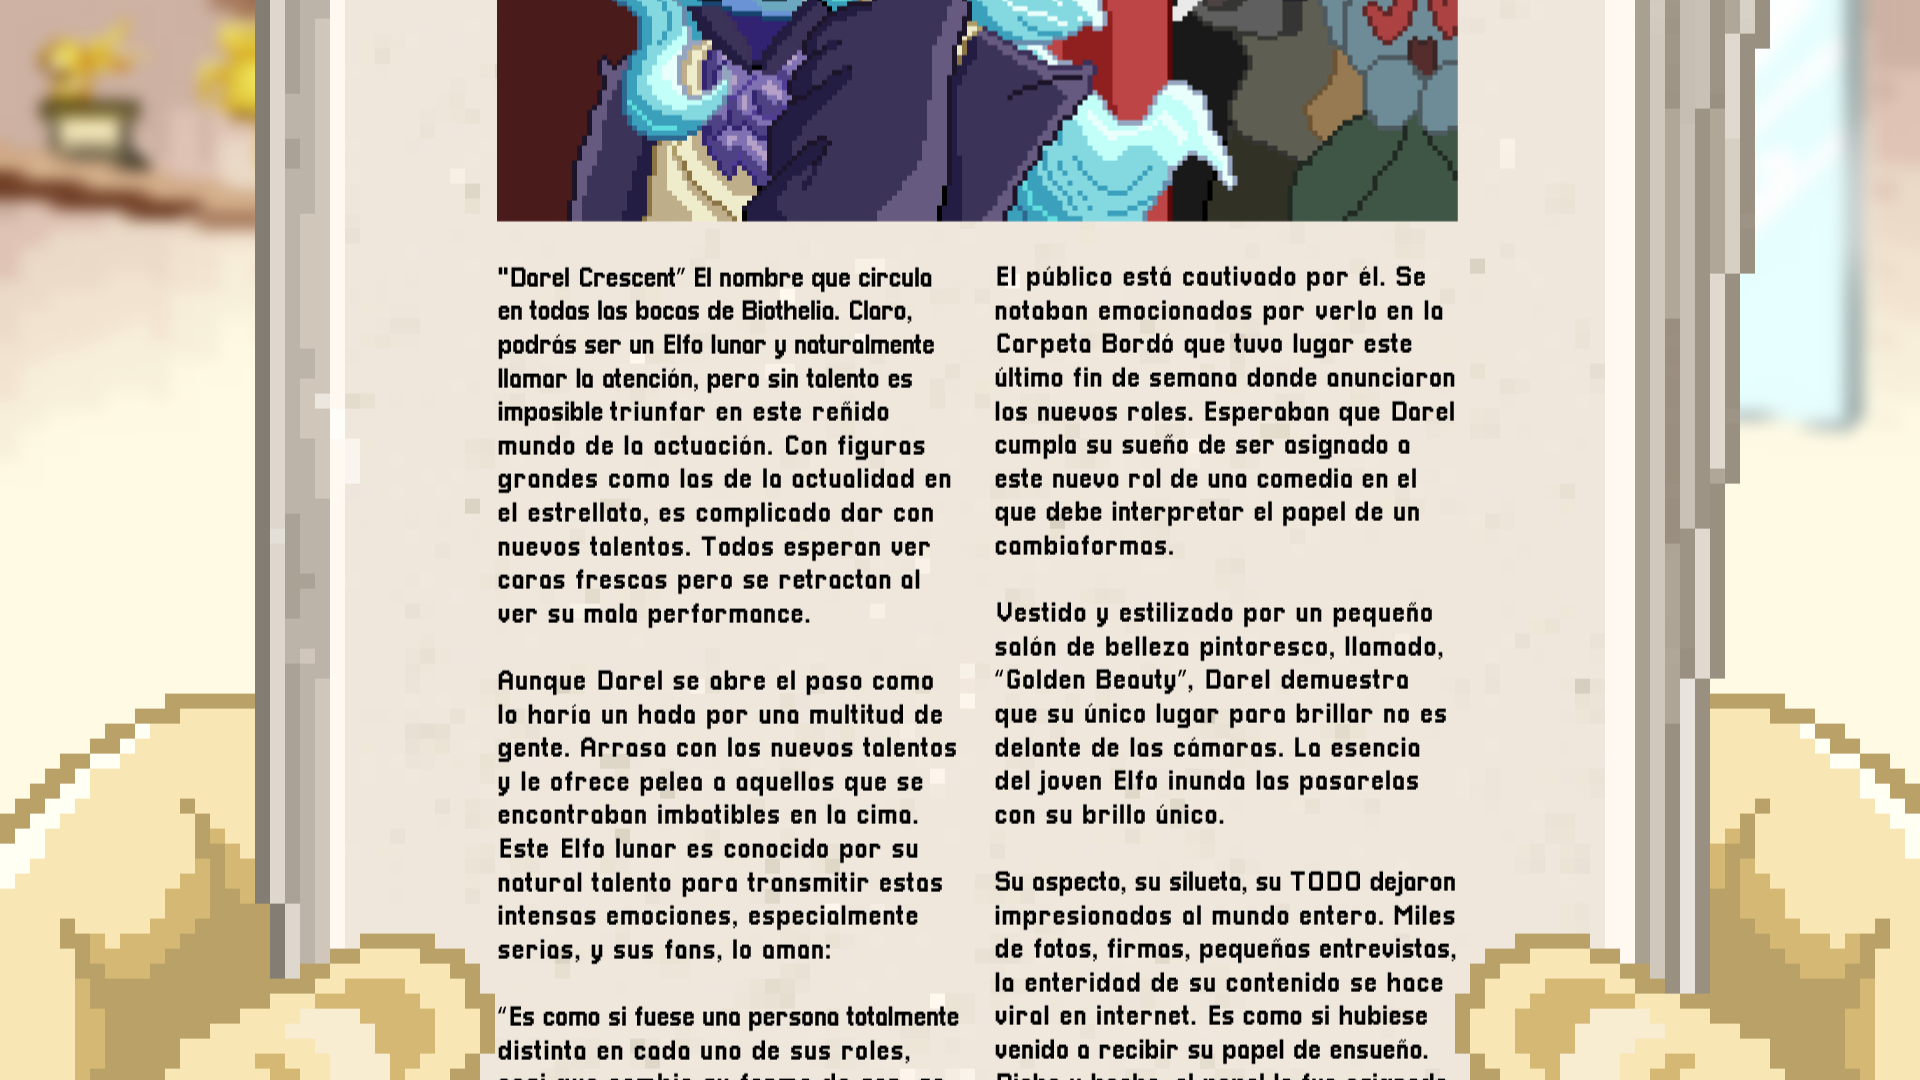 "Darel Crescent" El nombre que circula
en todas las bocas de Biothelia. Claro,
podrás ser un Elfo lunar y naturalmente
llamar la atención, pero sin talento es
imposible triunfar en este reñido
mundo de la actuación. Con figuras
grandes como las de la actualidad en
el estrellato, es complicado dar con
nuevos talentos. Todos esperan ver
caras frescas pero se retractan al
ver su mala performance.

Aunque Darel se abre el paso como
lo haría un hada por una multitud de
gente. Arrasa con los nuevos talentos
y le ofrece pelea a aquellos que se
encontraban imbatibles en la cima.
Este Elfo lunar es conocido por su
natural talento para transmitir estas
intensas emociones, especialmente
serias, y sus fans, lo aman:

"Es como si fuese una persona totalmente
distinta en cada uno de sus roles,

El público está cautivado por él. Se
notaban emocionados por verlo en la
Carpeta Bordó que tuvo lugar este
último fin de semana donde anunciaron
los nuevos roles. Esperaban que Darel
cumpla su sueño de ser asignado a
este nuevo rol de una comedia en el
que debe interpretar el papel de un
cambiaformas.

Vestido y estilizado por un pequeño
salón de belleza pintoresco, llamado,
"Golden Beauty", Darel demuestra
que su único lugar para brillar no es
delante de las cámaras. La esencia
del joven Elfo inunda las pasarelas
con su brillo único.

Su aspecto, su silueta, su TODO dejaron
impresionados al mundo entero. Miles
de fotos, firmas, pequeñas entrevistas,
la enteridad de su contenido se hace
viral en internet. Es como si hubiese
venido a recibir su papel de ensueño.